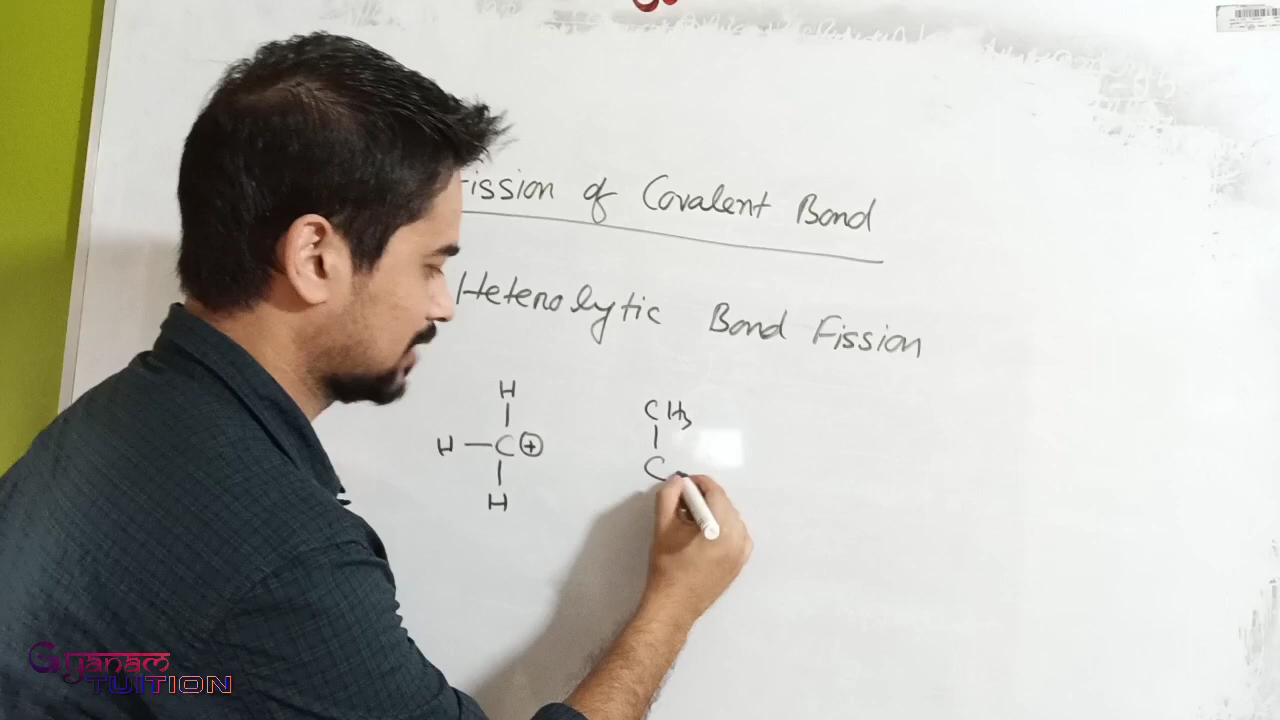 Fission of Covalent Bond
Heterolytic Bond Fission
H
H — C ⊕
H
CH₃
C
Gyanam
TUITION